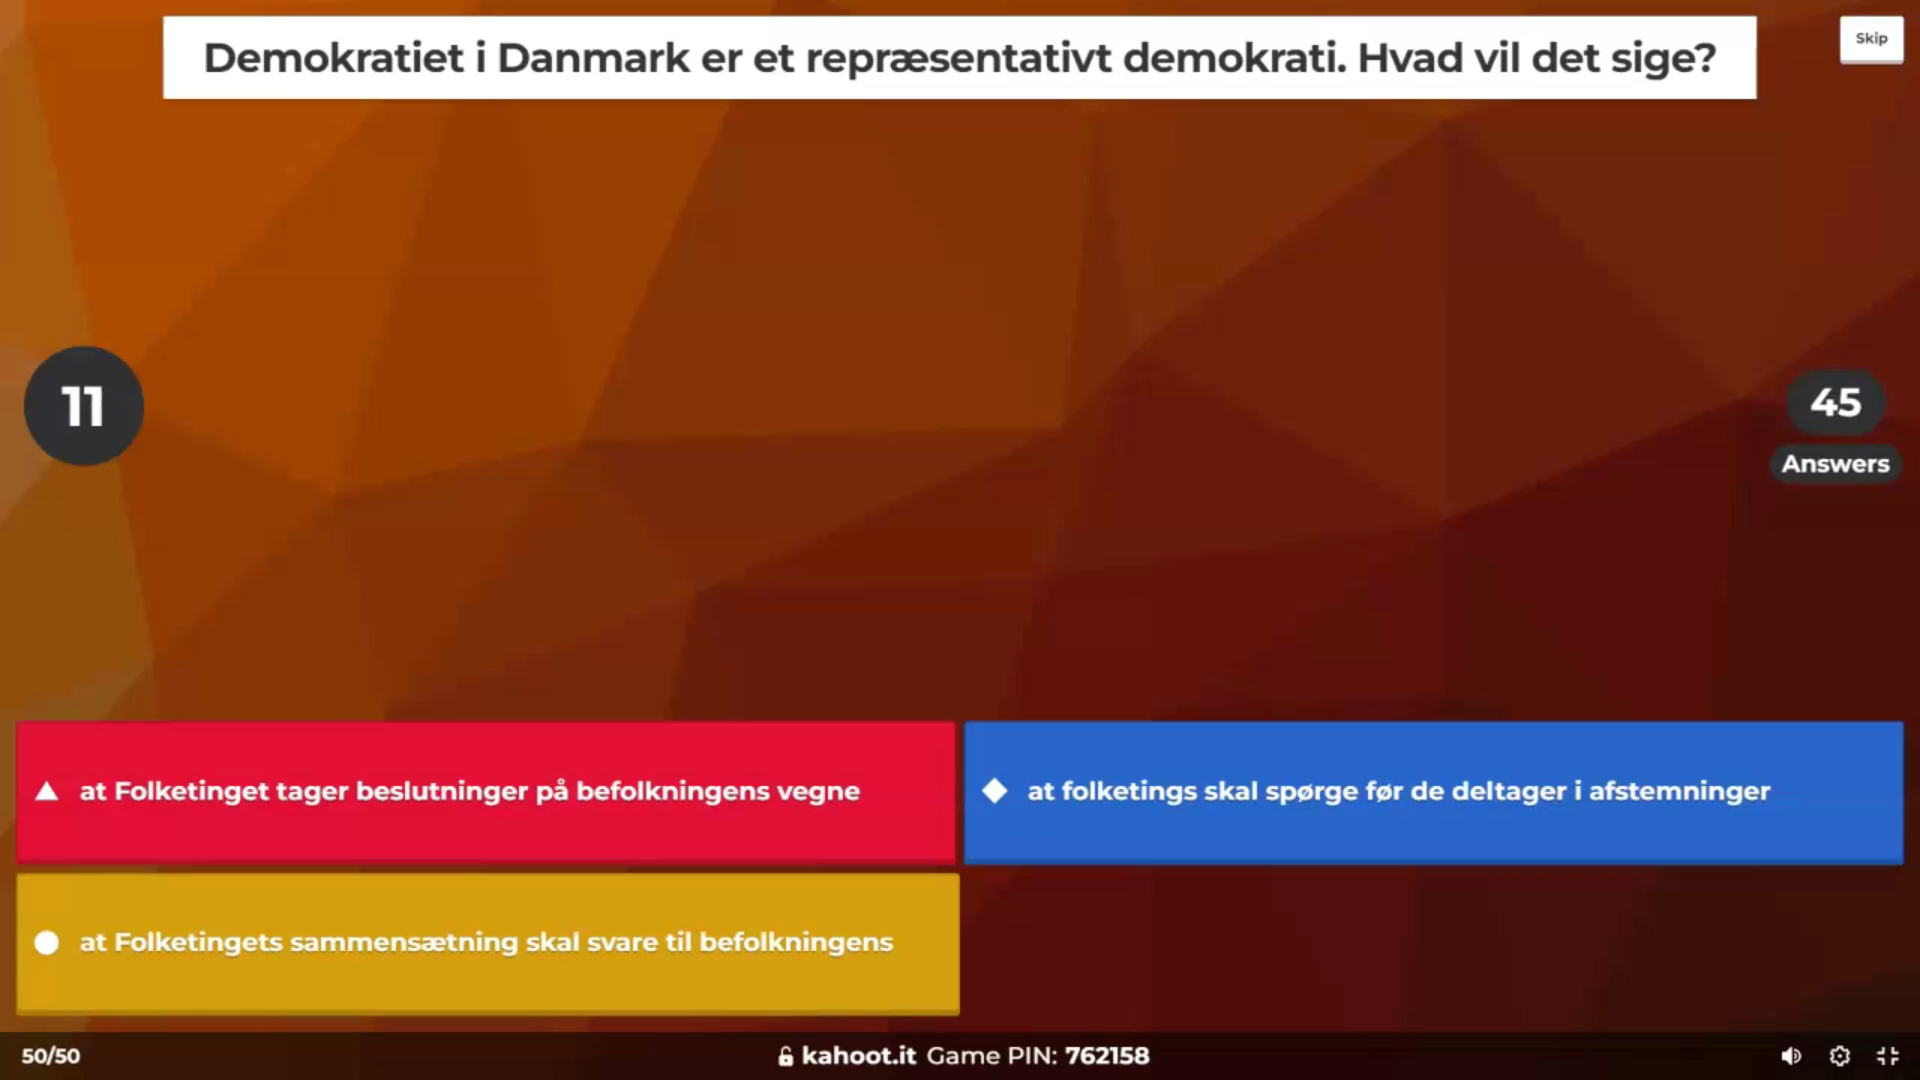 Demokratiet i Danmark er et repræsentativt demokrati. Hvad vil det sige?
Skip
11
45
Answers
at Folketinget tager beslutninger på befolkningens vegne
at folketings skal spørge før de deltager i afstemninger
at Folketingets sammensætning skal svare til befolkningens
50/50
kahoot.it Game PIN: 762158